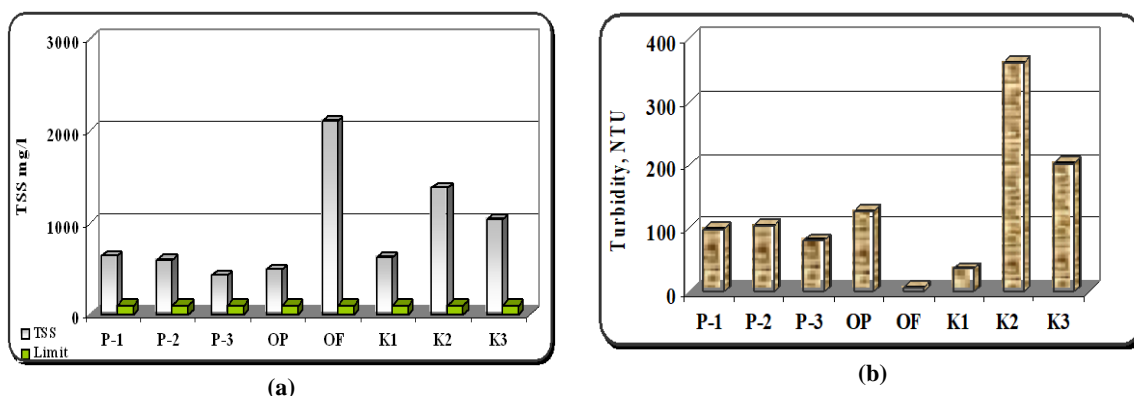 3000
2000
1000
0
TSS mg/l
P-1 P-2 P-3 OP OF K1 K2 K3
TSS
Limit
(a)
400
300
200
100
0
Turbidity, NTU
P-1 P-2 P-3 OP OF K1 K2 K3
(b)